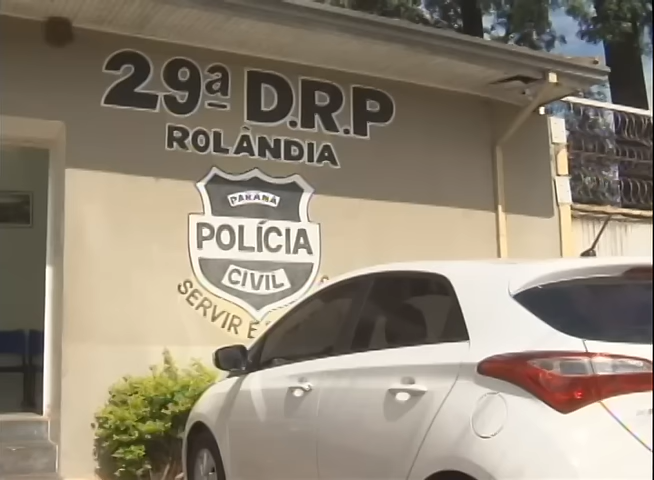 29ª D.R.P
ROLÂNDIA
PARANÁ
POLÍCIA
CIVIL
SERVIR E